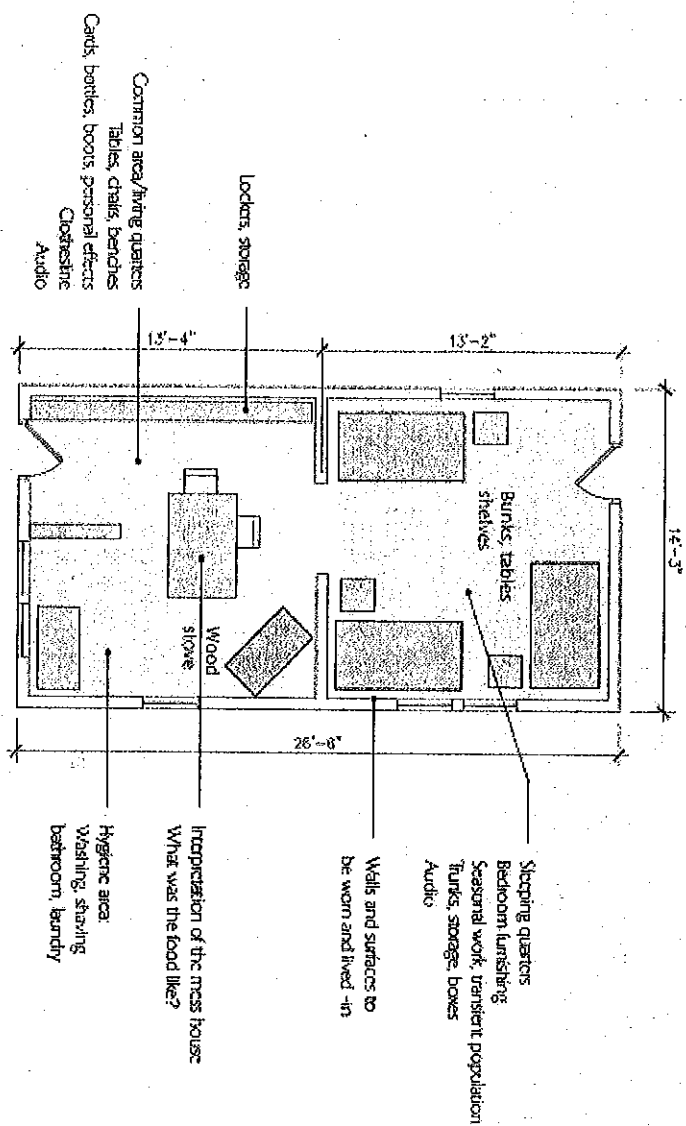 14'-3"
13'-2"
13'-4"
26'-6"
Sleeping quarters
Bedroom furnishing
Seasonal work, transient population
Trunks, storage, boxes
Audio
Bunks, tables
shelves
Walls and surfaces to
be worn and lived -in
Lockers, storage
Wood
stove
Interpretation of the mess house
What was the food like?
Common area/living quarters
Tables, chairs, benches
Cards, bottles, boots, personal effects
Clothesline
Audio
Hygiene area:
Washing, shaving
bathroom, laundry